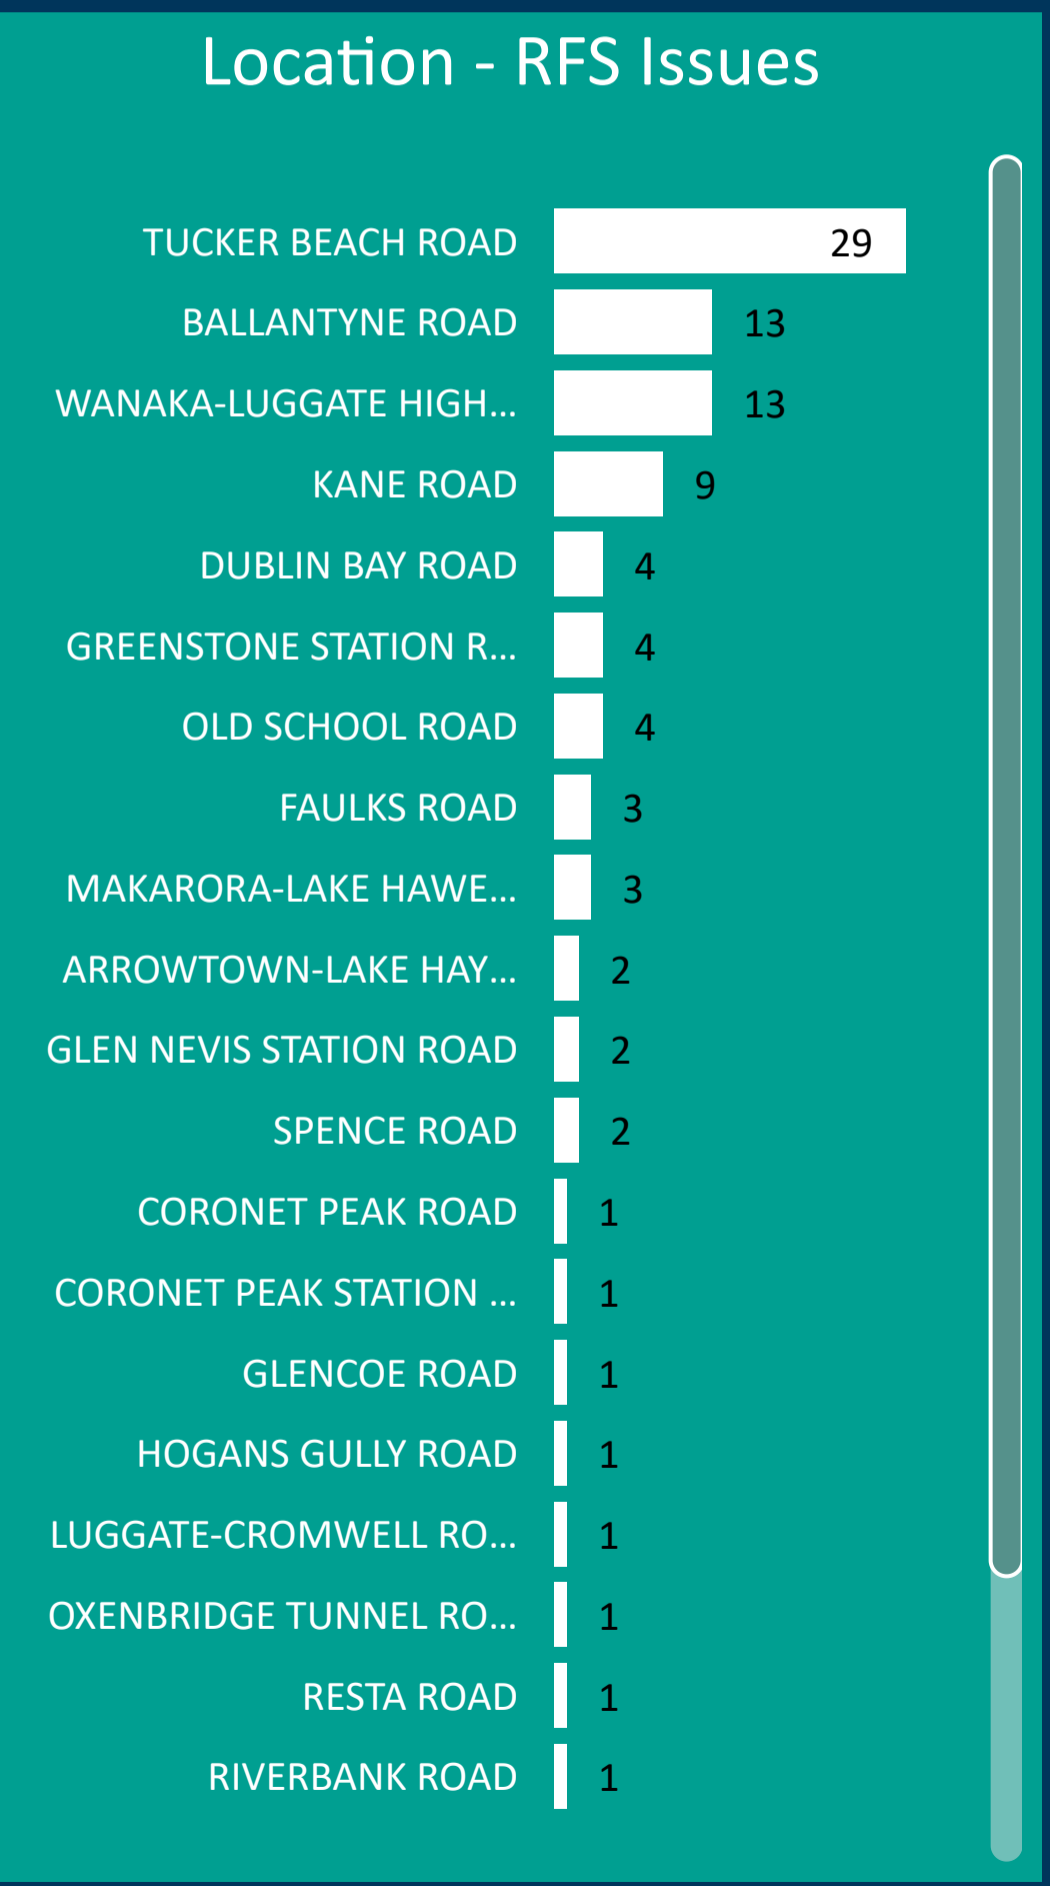 Location - RFS Issues
TUCKER BEACH ROAD 29
BALLANTYNE ROAD 13
WANAKA-LUGGATE HIGH... 13
KANE ROAD 9
DUBLIN BAY ROAD 4
GREENSTONE STATION R... 4
OLD SCHOOL ROAD 4
FAULKS ROAD 3
MAKARORA-LAKE HAWE... 3
ARROWTOWN-LAKE HAY... 2
GLEN NEVIS STATION ROAD 2
SPENCE ROAD 2
CORONET PEAK ROAD 1
CORONET PEAK STATION ... 1
GLENCOE ROAD 1
HOGANS GULLY ROAD 1
LUGGATE-CROMWELL RO... 1
OXENBRIDGE TUNNEL RO... 1
RESTA ROAD 1
RIVERBANK ROAD 1